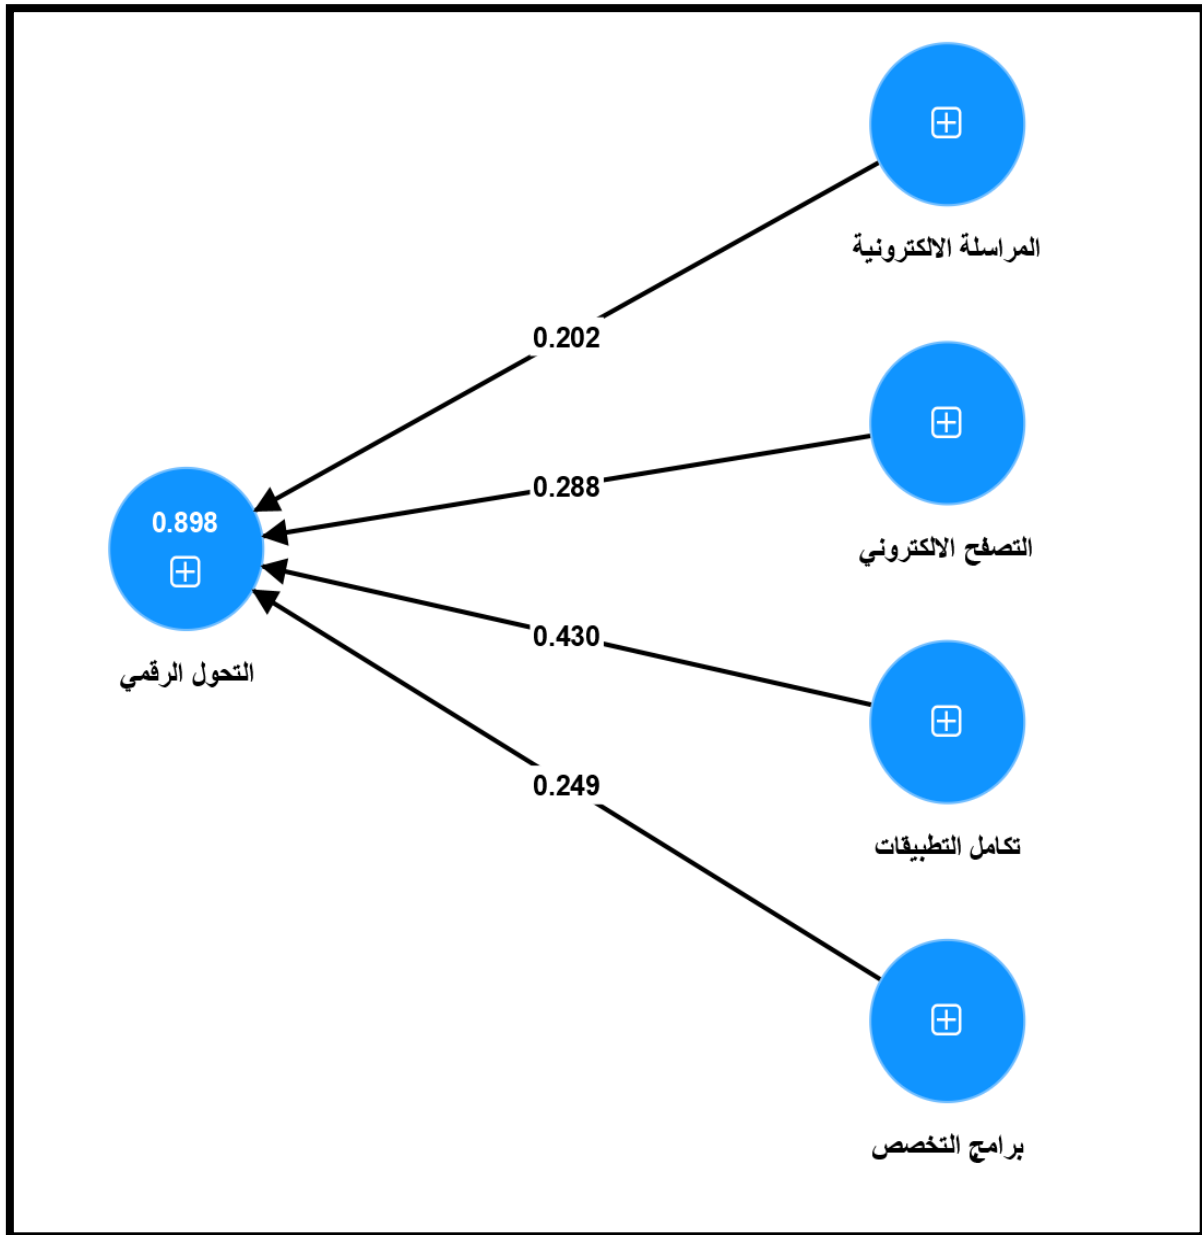 المراسلة الالكترونية
0.202
التصفح الالكتروني
0.288
0.898
التحول الرقمي
0.430
تكامل التطبيقات
0.249
برامج التخصص